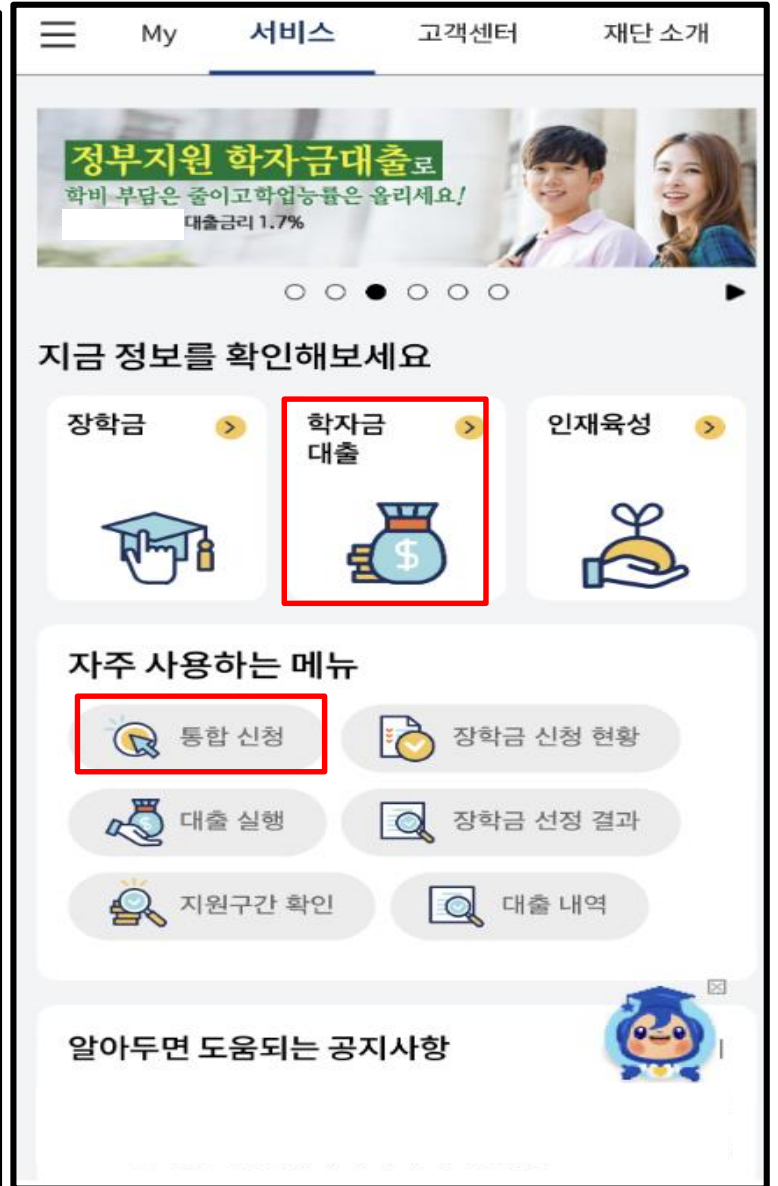 My 서비스 고객센터 재단 소개
정부지원 학자금대출로
학비 부담은 줄이고학업능률은 올리세요!
대출금리 1.7%
지금 정보를 확인해보세요
장학금 학자금 인재육성
대출
자주 사용하는 메뉴
통합 신청 장학금 신청 현황
대출 실행 장학금 선정 결과
지원구간 확인 대출 내역
알아두면 도움되는 공지사항